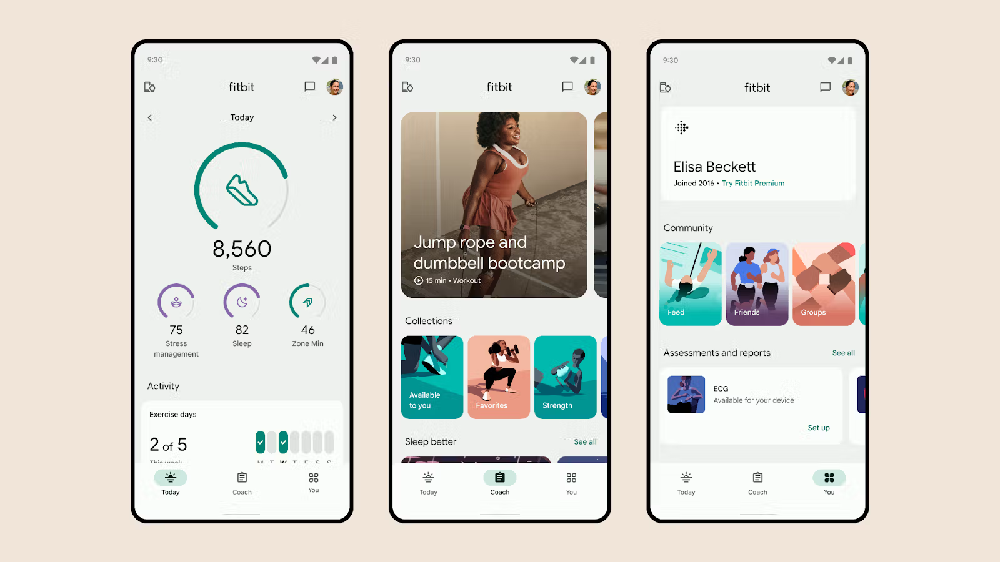 9:30
fitbit
Today
8,560
Steps
75
Stress
management
82
Sleep
46
Zone Min
Activity
Exercise days
2 of 5
This week
M T W T F S S
Today
Coach
You
9:30
fitbit
Jump rope and
dumbbell bootcamp
15 min • Workout
Collections
Available
to you
Favorites
Strength
Sleep better
See all
Today
Coach
You
9:30
fitbit
Elisa Beckett
Joined 2016 • Try Fitbit Premium
Community
Feed
Friends
Groups
Assessments and reports
See all
ECG
Available for your device
Set up
Today
Coach
You